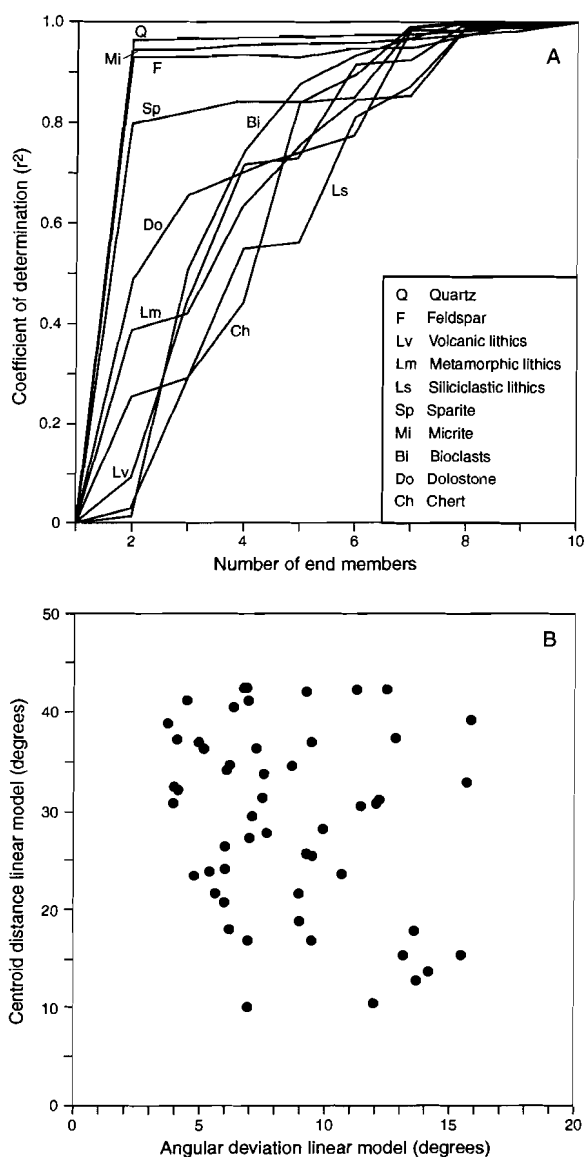 A
Coefficient of determination (r²)
1.0
0.8
0.6
0.4
0.2
0
Q
Mi
F
Sp
Bi
Do
Ls
Lm
Ch
Lv
Q Quartz
F Feldspar
Lv Volcanic lithics
Lm Metamorphic lithics
Ls Siliciclastic lithics
Sp Sparite
Mi Micrite
Bi Bioclasts
Do Dolostone
Ch Chert
2 4 6 8 10
Number of end members
B
Centroid distance linear model (degrees)
50
40
30
20
10
0
0 5 10 15 20
Angular deviation linear model (degrees)